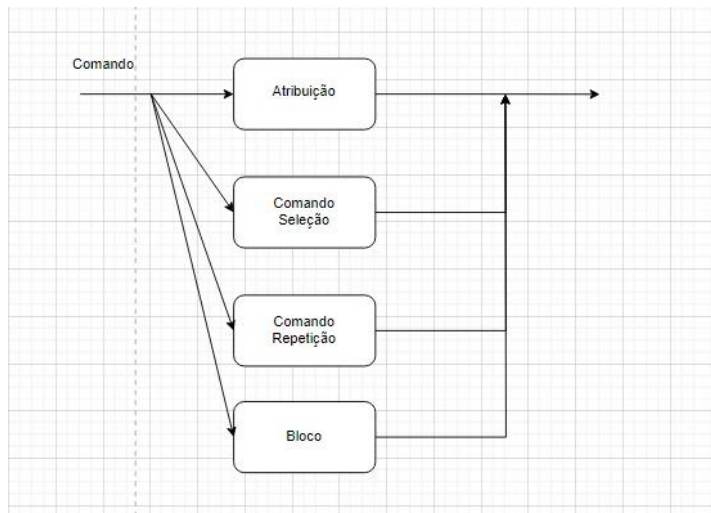 Comando
Atribuição
Comando
Seleção
Comando
Repetição
Bloco